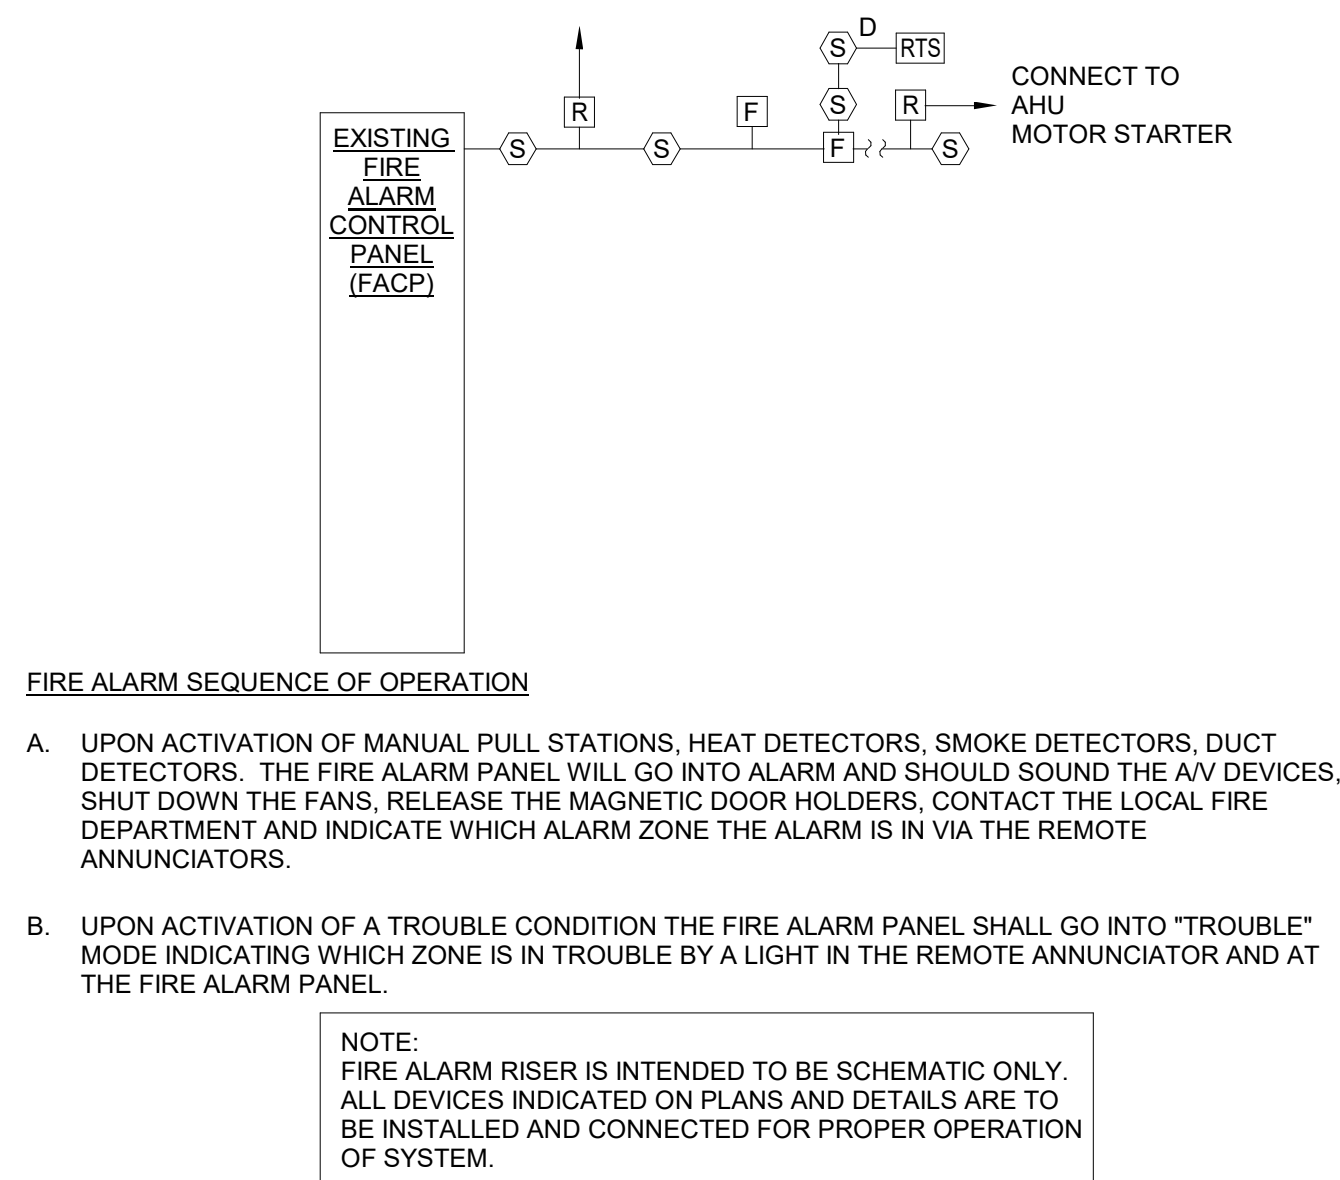 D
S RTS
CONNECT TO
R F S R AHU
MOTOR STARTER
EXISTING S S F S
FIRE
ALARM
CONTROL
PANEL
(FACP)
FIRE ALARM SEQUENCE OF OPERATION
A. UPON ACTIVATION OF MANUAL PULL STATIONS, HEAT DETECTORS, SMOKE DETECTORS, DUCT
DETECTORS. THE FIRE ALARM PANEL WILL GO INTO ALARM AND SHOULD SOUND THE A/V DEVICES,
SHUT DOWN THE FANS, RELEASE THE MAGNETIC DOOR HOLDERS, CONTACT THE LOCAL FIRE
DEPARTMENT AND INDICATE WHICH ALARM ZONE THE ALARM IS IN VIA THE REMOTE
ANNUNCIATORS.
B. UPON ACTIVATION OF A TROUBLE CONDITION THE FIRE ALARM PANEL SHALL GO INTO "TROUBLE"
MODE INDICATING WHICH ZONE IS IN TROUBLE BY A LIGHT IN THE REMOTE ANNUNCIATOR AND AT
THE FIRE ALARM PANEL.
NOTE:
FIRE ALARM RISER IS INTENDED TO BE SCHEMATIC ONLY.
ALL DEVICES INDICATED ON PLANS AND DETAILS ARE TO
BE INSTALLED AND CONNECTED FOR PROPER OPERATION
OF SYSTEM.